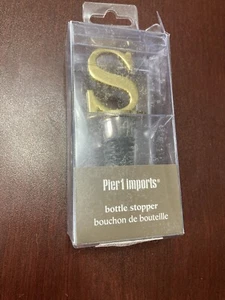 S
Pier 1 imports®
bottle stopper
bouchon de bouteille